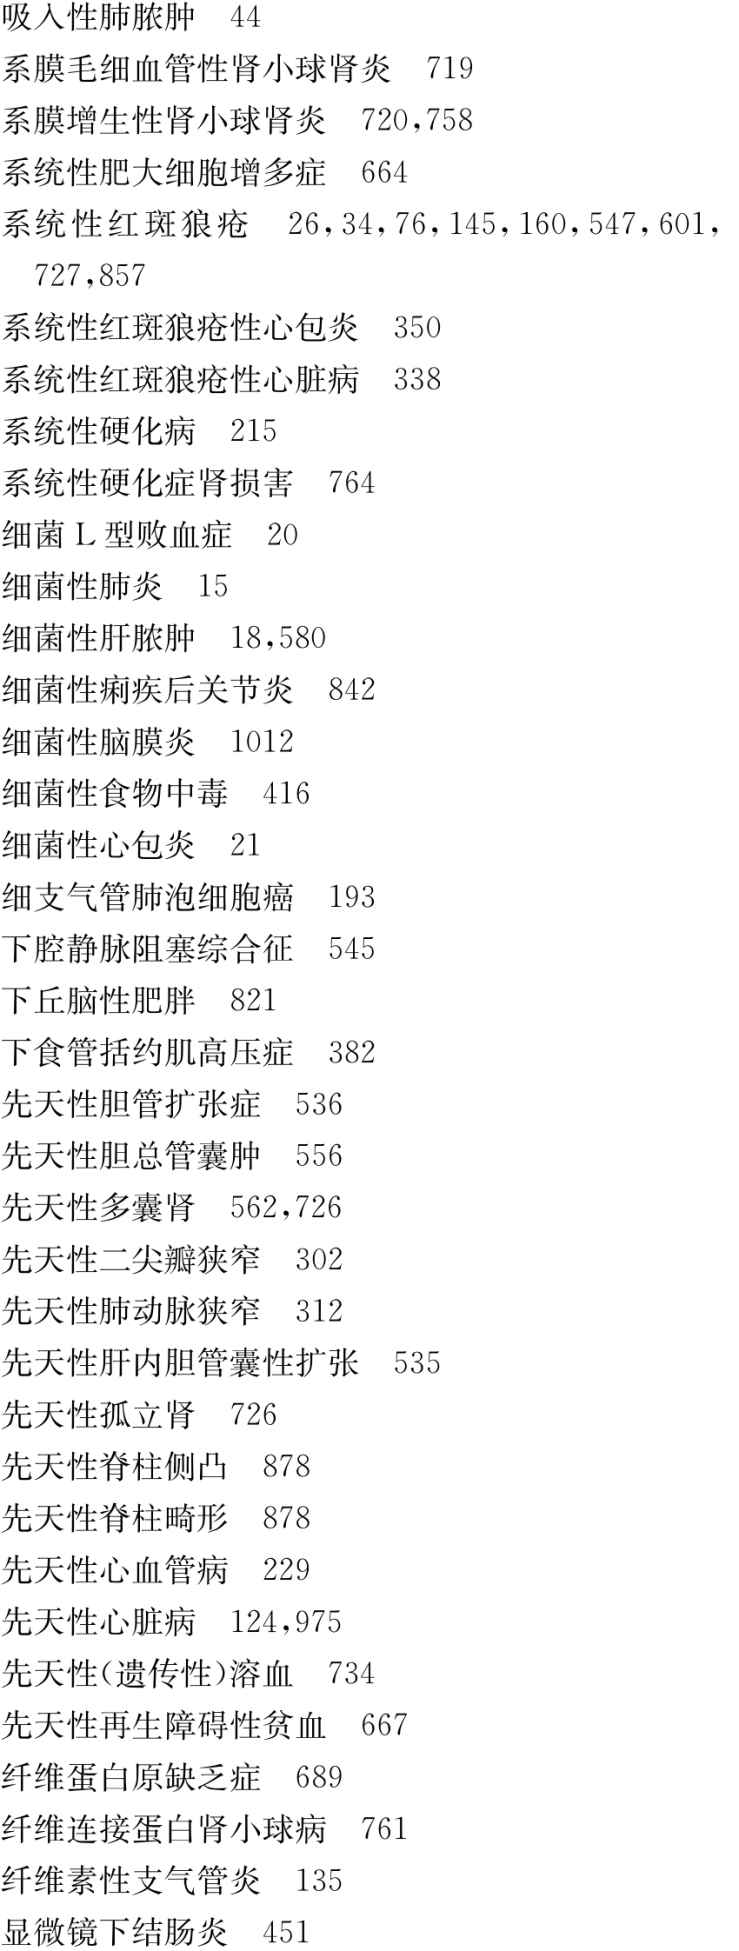 吸入性肺脓肿 44
系膜毛细血管性肾小球肾炎 719
系膜增生性肾小球肾炎 720,758
系统性肥大细胞增多症 664
系统性红斑狼疮 26,34,76,145,160,547,601,
727,857
系统性红斑狼疮性心包炎 350
系统性红斑狼疮性心脏病 338
系统性硬化病 215
系统性硬化症肾损害 764
细菌 L 型败血症 20
细菌性肺炎 15
细菌性肝脓肿 18,580
细菌性痢疾后关节炎 842
细菌性脑膜炎 1012
细菌性食物中毒 416
细菌性心包炎 21
细支气管肺泡细胞癌 193
下腔静脉阻塞综合征 545
下丘脑性肥胖 821
下食管括约肌高压症 382
先天性胆管扩张症 536
先天性胆总管囊肿 556
先天性多囊肾 562,726
先天性二尖瓣狭窄 302
先天性肺动脉狭窄 312
先天性肝内胆管囊性扩张 535
先天性孤立肾 726
先天性脊柱侧凸 878
先天性脊柱畸形 878
先天性心血管病 229
先天性心脏病 124,975
先天性(遗传性)溶血 734
先天性再生障碍性贫血 667
纤维蛋白原缺乏症 689
纤维连接蛋白肾小球病 761
纤维素性支气管炎 135
显微镜下结肠炎 451